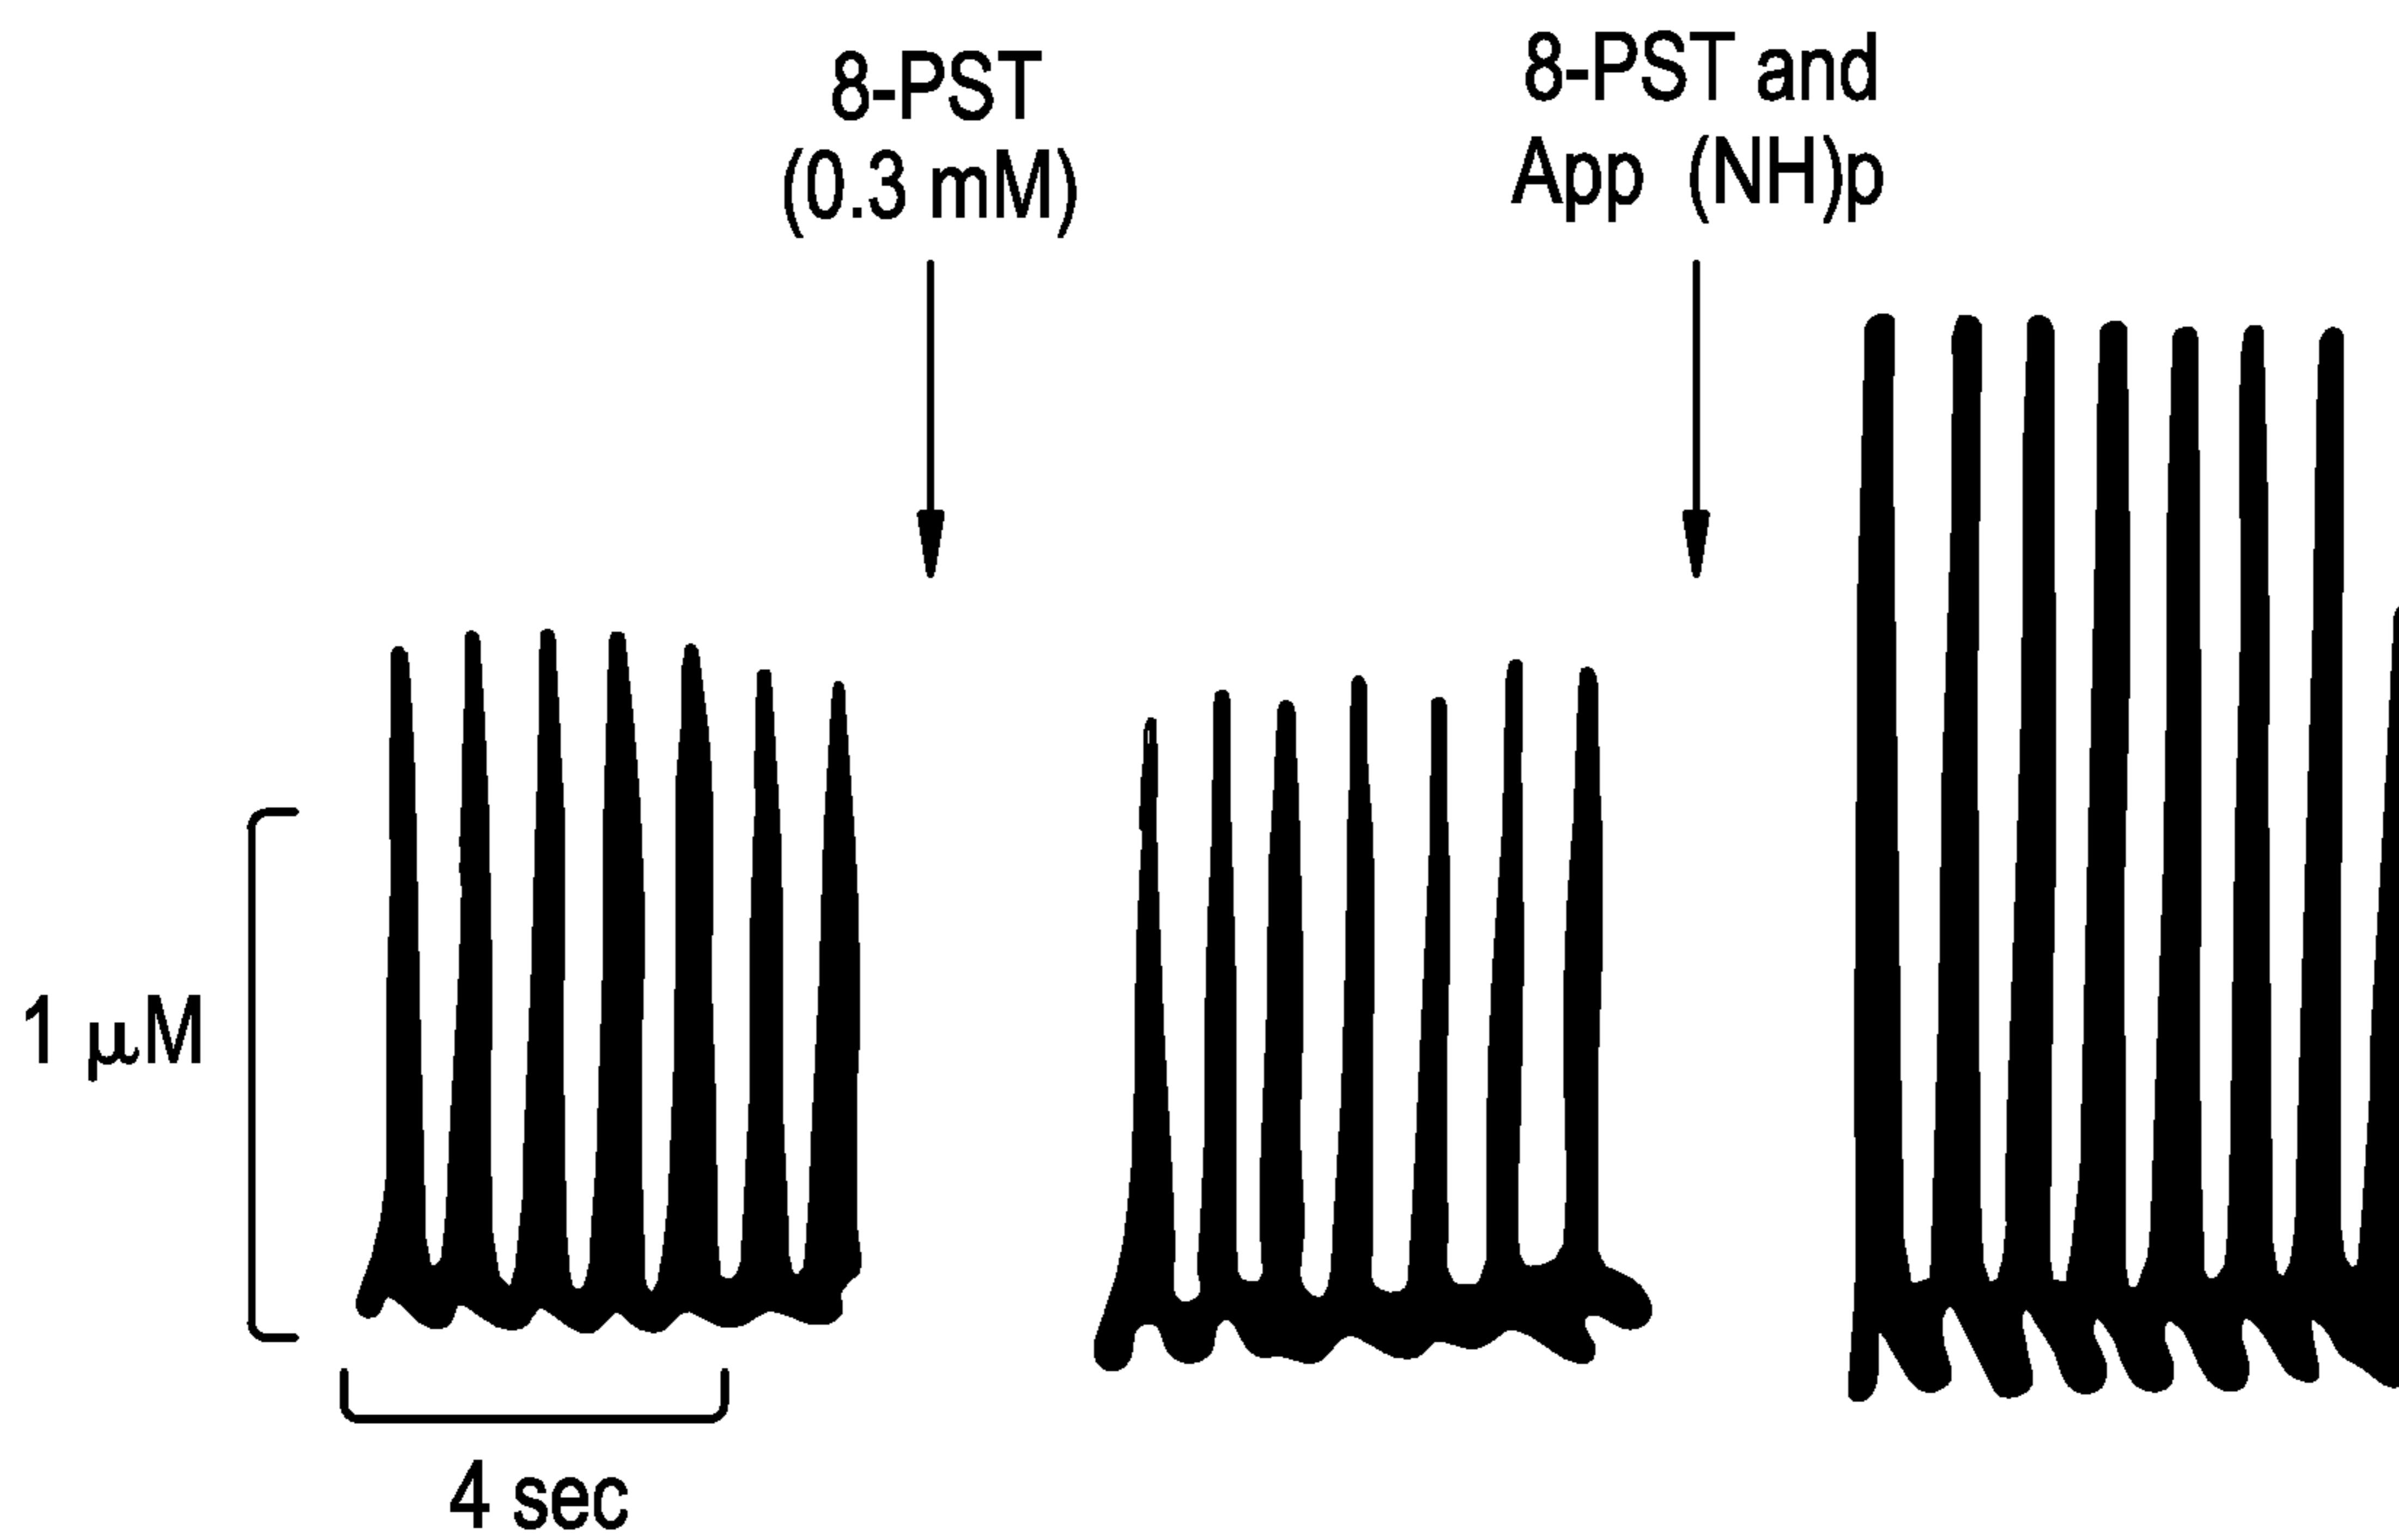 8-PST
(0.3 mM)
8-PST and
App (NH)p
1 μM
4 sec